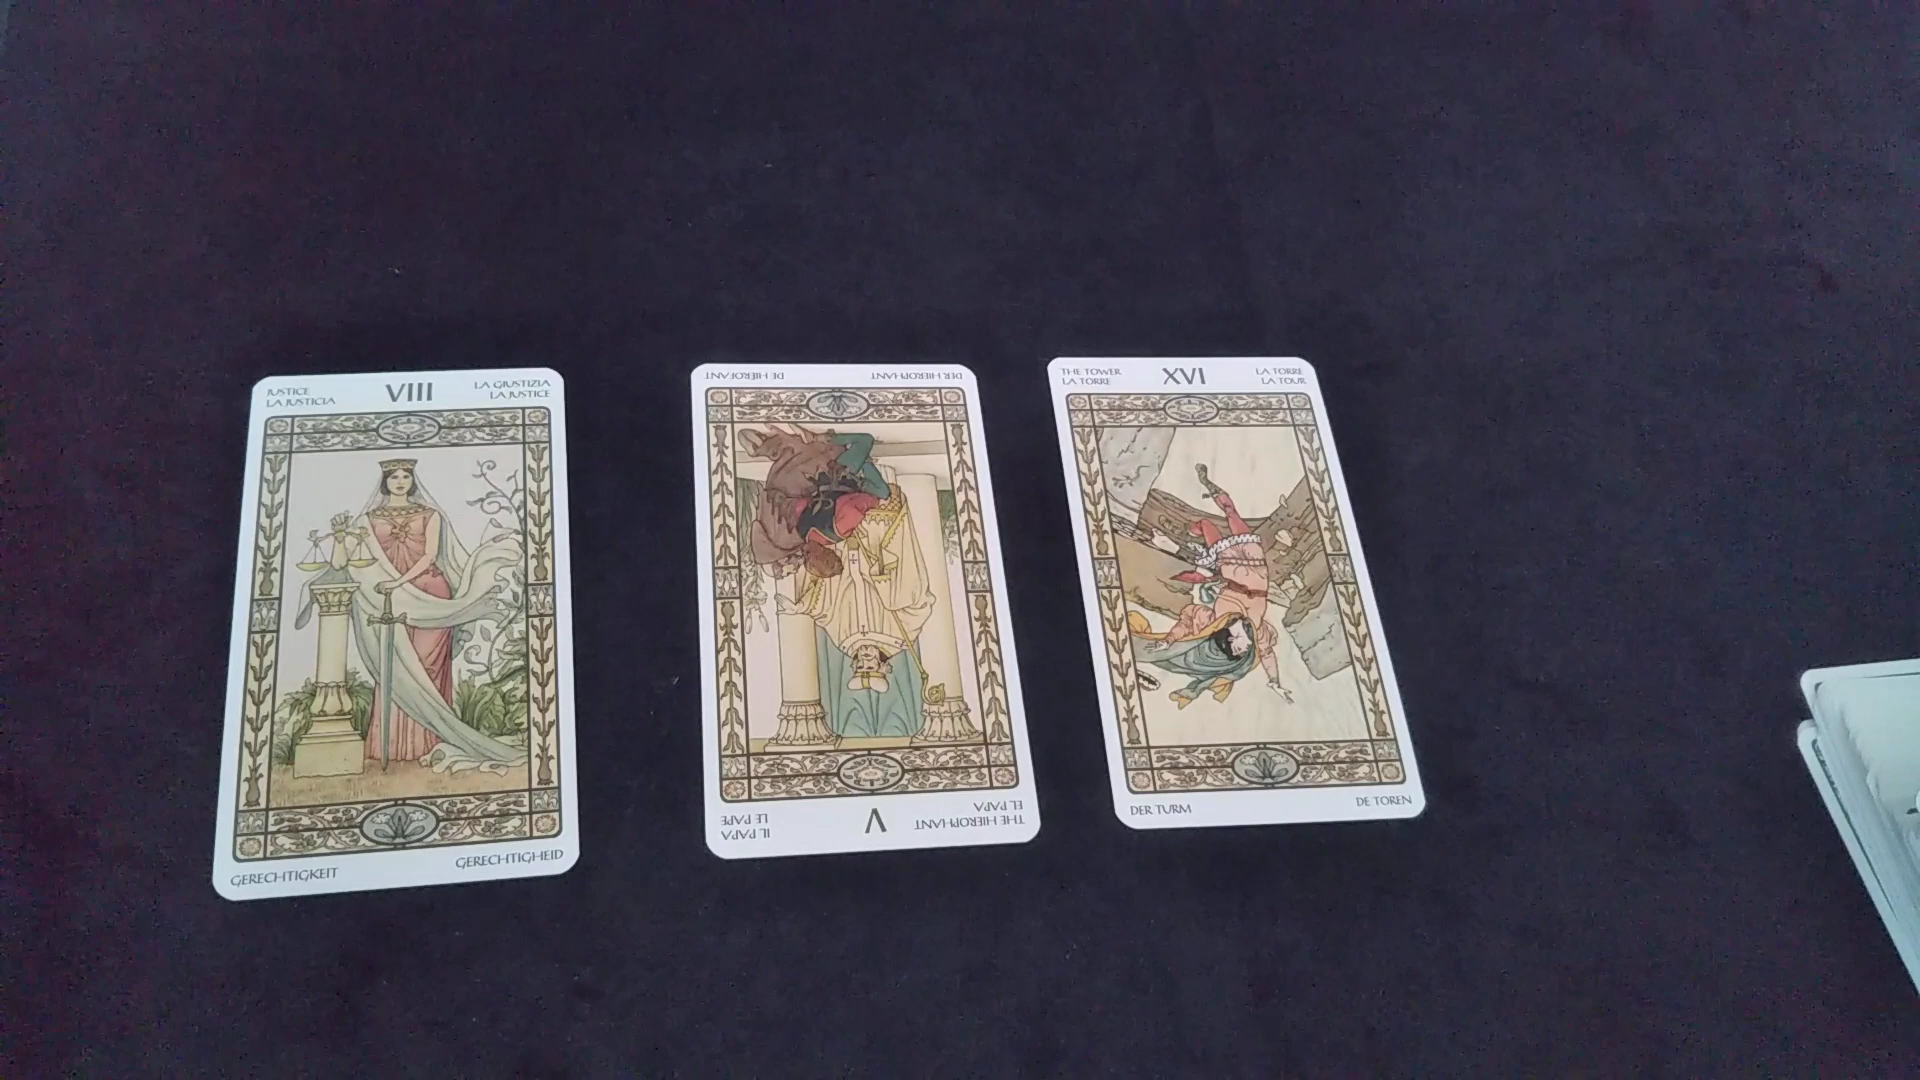 JUSTICE
LA JUSTICIA
VIII
LA GIUSTIZIA
LA JUSTICE
GERECHTIGKEIT
GERECHTIGHEID
THE HIEROPHANT
EL PAPA
V
IL PAPA
LE PAPE
DER HIEROPHANT
DE HIEROFANT
THE TOWER
LA TORRE
XVI
LA TORRE
LA TOUR
DER TURM
DE TOREN